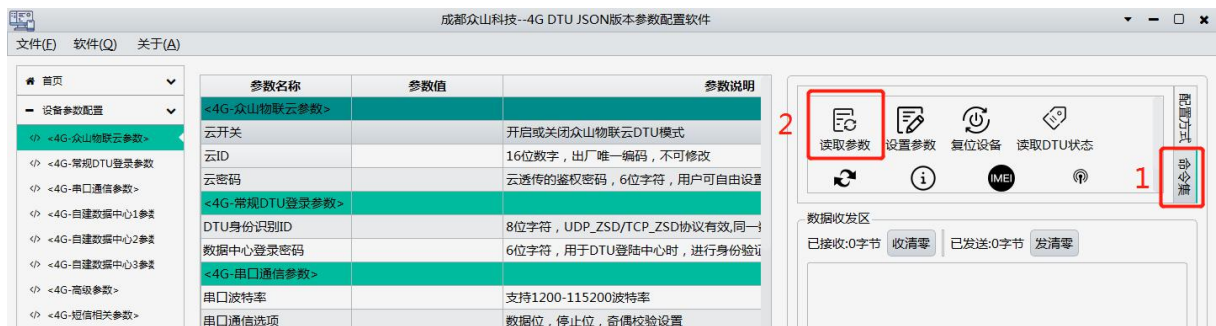 成都众山科技--4G DTU JSON版本参数配置软件
文件(F) 软件(Q) 关于(A)
首页
设备参数配置
<4G-众山物联云参数>
<4G-常规DTU登录参数
<4G-串口通信参数>
<4G-自建数据中心1参数
<4G-自建数据中心2参数
<4G-自建数据中心3参数
<4G-高级参数>
<4G-短信相关参数>
参数名称 参数值 参数说明
<4G-众山物联云参数>
云开关 开启或关闭众山物联云DTU模式
云ID 16位数字，出厂唯一编码，不可修改
云密码 云透传的鉴权密码，6位字符，用户可自由设置
<4G-常规DTU登录参数>
DTU身份识别ID 8位字符，UDP_ZSD/TCP_ZSD协议有效,同一
数据中心登录密码 6位字符，用于DTU登陆中心时，进行身份验证
<4G-串口通信参数>
串口波特率 支持1200-115200波特率
串口通信选项 数据位，停止位，奇偶校验设置
2
读取参数 设置参数 复位设备 读取DTU状态
IMEI
1
配置方式
命令集
数据收发区
已接收:0字节 收清零 已发送:0字节 发清零